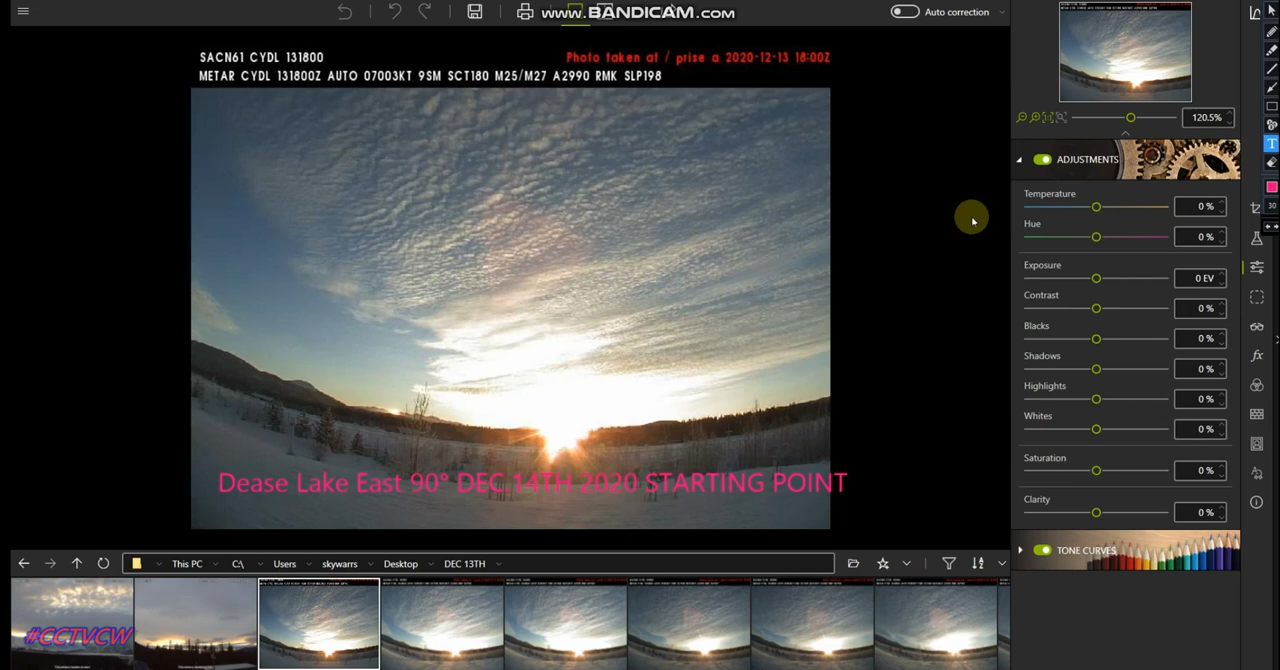 www.BANDICAM.com
Auto correction
SACN61 CYDL 131800
Photo taken at / prise a 2020-12-13 18:00Z
METAR CYDL 131800Z AUTO 07003KT 9SM SCT180 M25/M27 A2990 RMK SLP198
120.5%
ADJUSTMENTS
Temperature
0 %
Hue
0 %
Exposure
0 EV
Contrast
0 %
Blacks
0 %
Shadows
0 %
Highlights
0 %
Whites
0 %
Saturation
0 %
Clarity
0 %
TONE CURVES
T
30
fx
Dease Lake East 90° DEC 14TH 2020 STARTING POINT
This PC
C:\
Users
skywarrs
Desktop
DEC 13TH
#CCTVCW